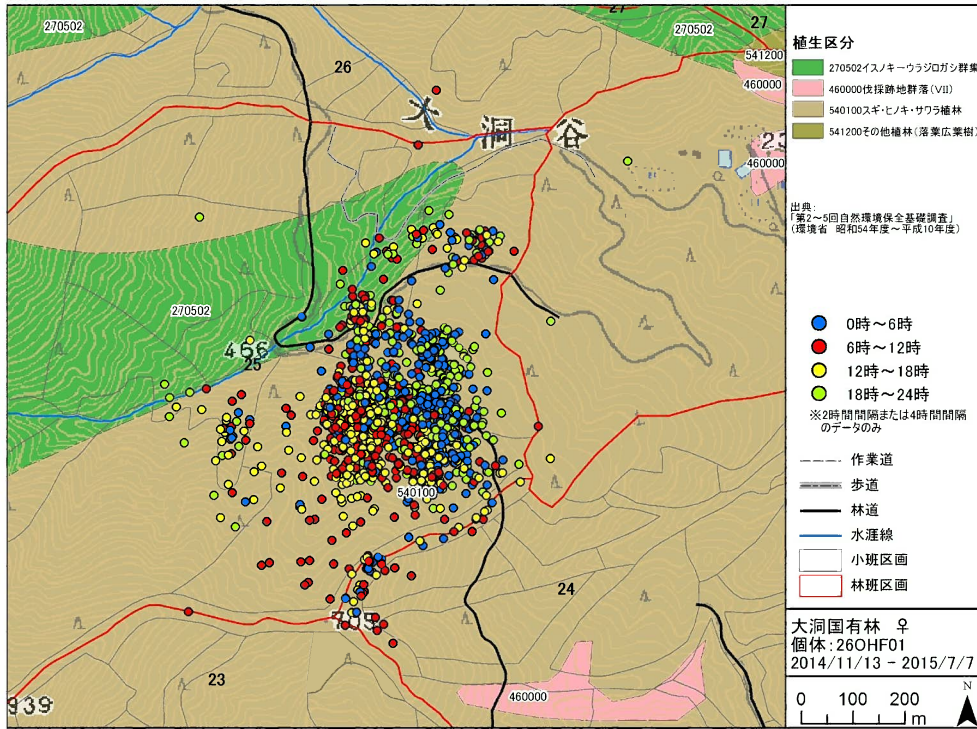 270502
26
大洞谷
270502
27
27
541200
460000
25
460000
270502
466
25
540100
24
705
23
460000
939
植生区分
270502イスノキーウラジロガシ群集
460000伐採跡地群落(VII)
540100スギ・ヒノキ・サワラ植林
541200その他植林(落葉広葉樹)
出典:
「第2~5回自然環境保全基礎調査」
(環境省 昭和54年度~平成10年度)
0時~6時
6時~12時
12時~18時
18時~24時
※2時間間隔または4時間間隔
のデータのみ
作業道
歩道
林道
水涯線
小班区画
林班区画
大洞国有林 ♀
個体:26OHF01
2014/11/13 - 2015/7/7
0 100 200
m
N